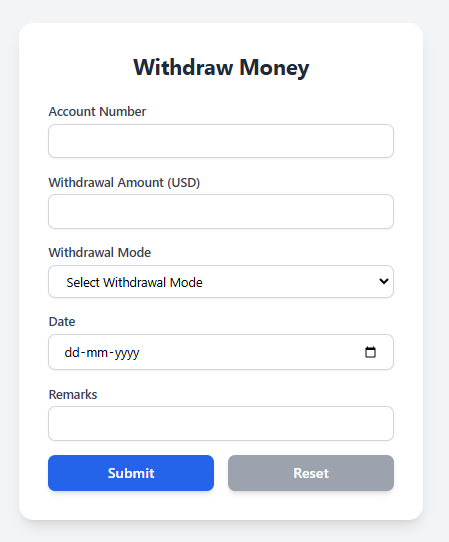 Withdraw Money
Account Number
Withdrawal Amount (USD)
Withdrawal Mode
Select Withdrawal Mode
Date
dd-mm-yyyy
Remarks
Submit Reset